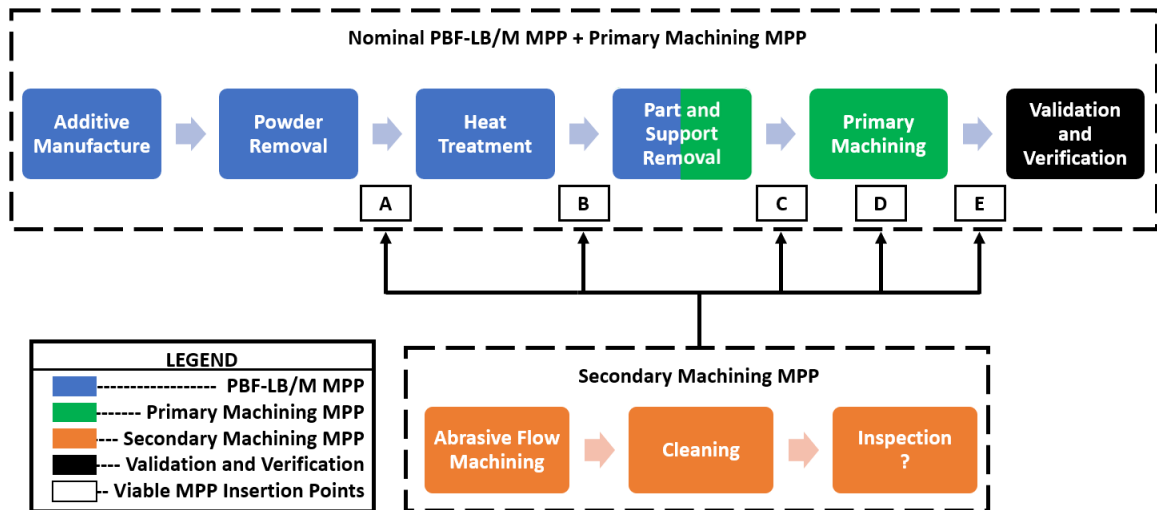 Nominal PBF-LB/M MPP + Primary Machining MPP
Additive
Manufacture
Powder
Removal
Heat
Treatment
Part and
Support
Removal
Primary
Machining
Validation
and
Verification
A
B
C
D
E
LEGEND
PBF-LB/M MPP
Primary Machining MPP
Secondary Machining MPP
Validation and Verification
Viable MPP Insertion Points
Secondary Machining MPP
Abrasive Flow
Machining
Cleaning
Inspection
?